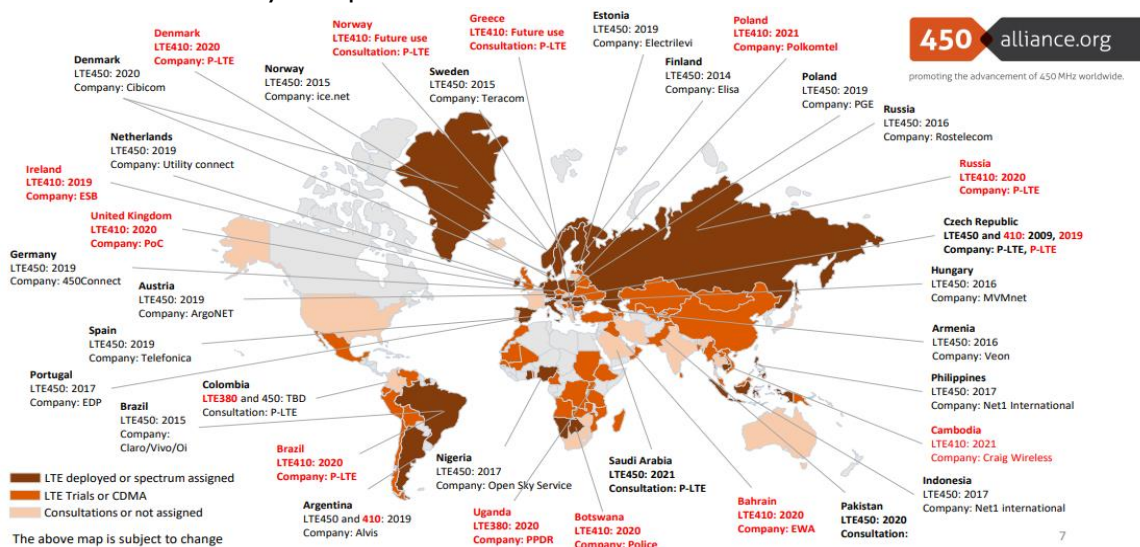 Norway
LTE410: Future use
Consultation: P-LTE
Greece
LTE410: Future use
Consultation: P-LTE
Estonia
LTE450: 2019
Company: Electrilevi
Poland
LTE410: 2021
Company: Polkomtel
450 alliance.org
promoting the advancement of 450 MHz worldwide.
Denmark
LTE410: 2020
Company: P-LTE
Denmark
LTE450: 2020
Company: Cibicom
Norway
LTE450: 2015
Company: ice.net
Sweden
LTE450: 2015
Company: Teracom
Finland
LTE450: 2014
Company: Elisa
Poland
LTE450: 2019
Company: PGE
Russia
LTE450: 2016
Company: Rostelecom
Netherlands
LTE450: 2019
Company: Utility connect
Ireland
LTE410: 2019
Company: ESB
Russia
LTE410: 2020
Company: P-LTE
United Kingdom
LTE410: 2020
Company: PoC
Czech Republic
LTE450 and 410: 2009, 2019
Company: P-LTE, P-LTE
Germany
LTE450: 2019
Company: 450Connect
Austria
LTE450: 2019
Company: ArgoNET
Hungary
LTE450: 2016
Company: MVMnet
Spain
LTE450: 2019
Company: Telefonica
Armenia
LTE450: 2016
Company: Veon
Portugal
LTE450: 2017
Company: EDP
Colombia
LTE380 and 450: TBD
Consultation: P-LTE
Philippines
LTE450: 2017
Company: Net1 International
Brazil
LTE450: 2015
Company:
Claro/Vivo/Oi
Brazil
LTE410: 2020
Company: P-LTE
Nigeria
LTE450: 2017
Company: Open Sky Service
Saudi Arabia
LTE450: 2021
Consultation: P-LTE
Cambodia
LTE410: 2021
Company: Craig Wireless
Indonesia
LTE450: 2017
Company: Net1 international
LTE deployed or spectrum assigned
LTE Trials or CDMA
Consultations or not assigned
Argentina
LTE450 and 410: 2019
Company: Alvis
Uganda
LTE380: 2020
Company: PPDR
Botswana
LTE410: 2020
Company: Police
Bahrain
LTE410: 2020
Company: EWA
Pakistan
LTE450: 2020
Consultation:
The above map is subject to change
7